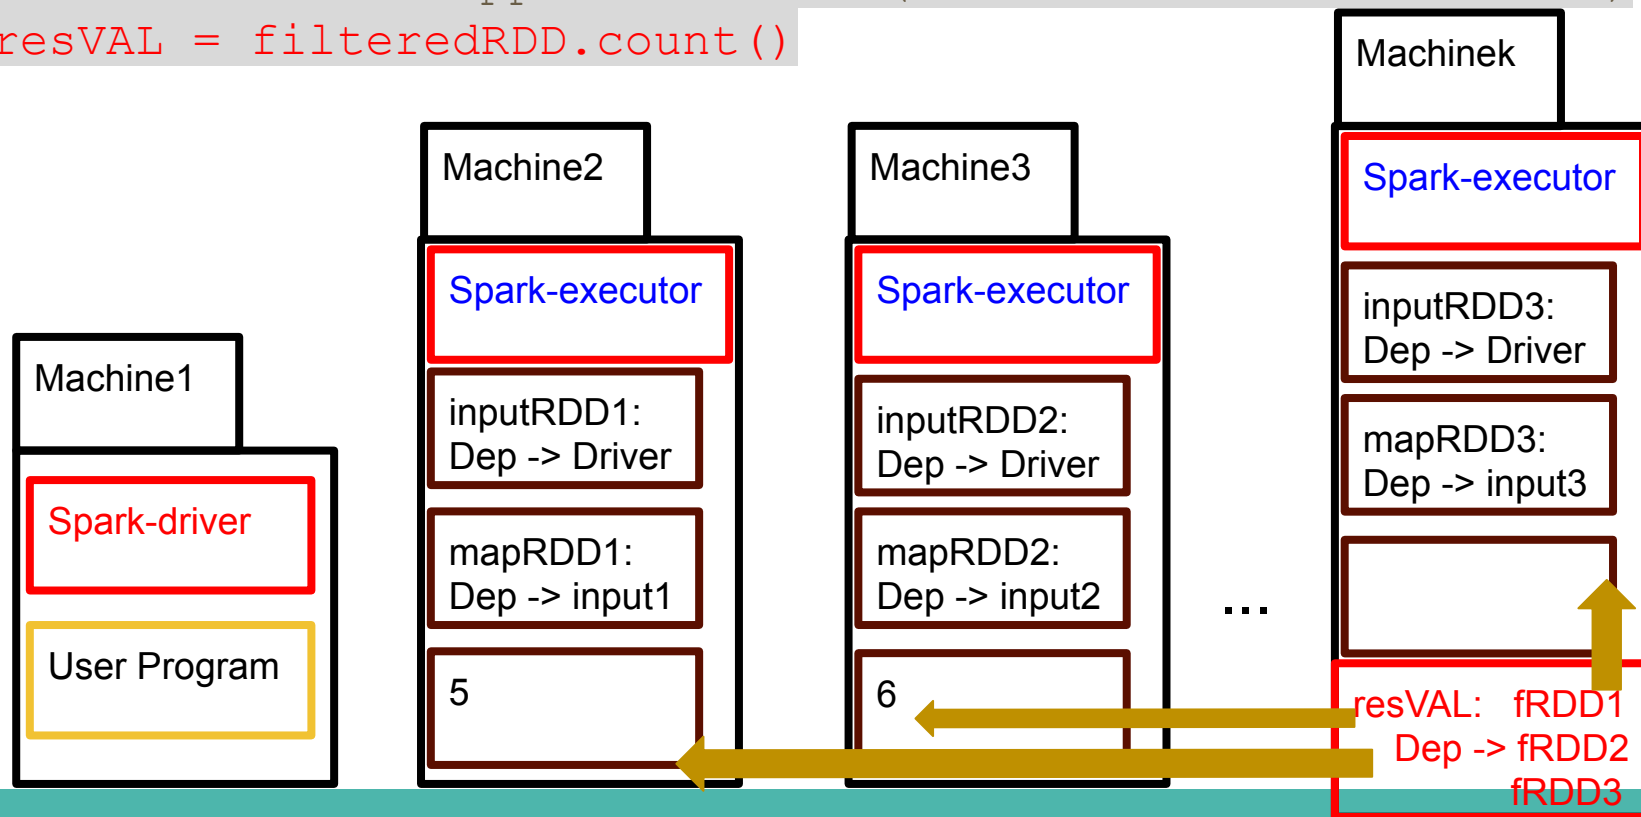 resVAL = filteredRDD.count()
Machine1
Spark-driver
User Program
Machine2
Spark-executor
inputRDD1:
Dep -> Driver
mapRDD1:
Dep -> input1
5
Machine3
Spark-executor
inputRDD2:
Dep -> Driver
mapRDD2:
Dep -> input2
6
...
Machinek
Spark-executor
inputRDD3:
Dep -> Driver
mapRDD3:
Dep -> input3
resVAL: fRDD1
Dep -> fRDD2
fRDD3